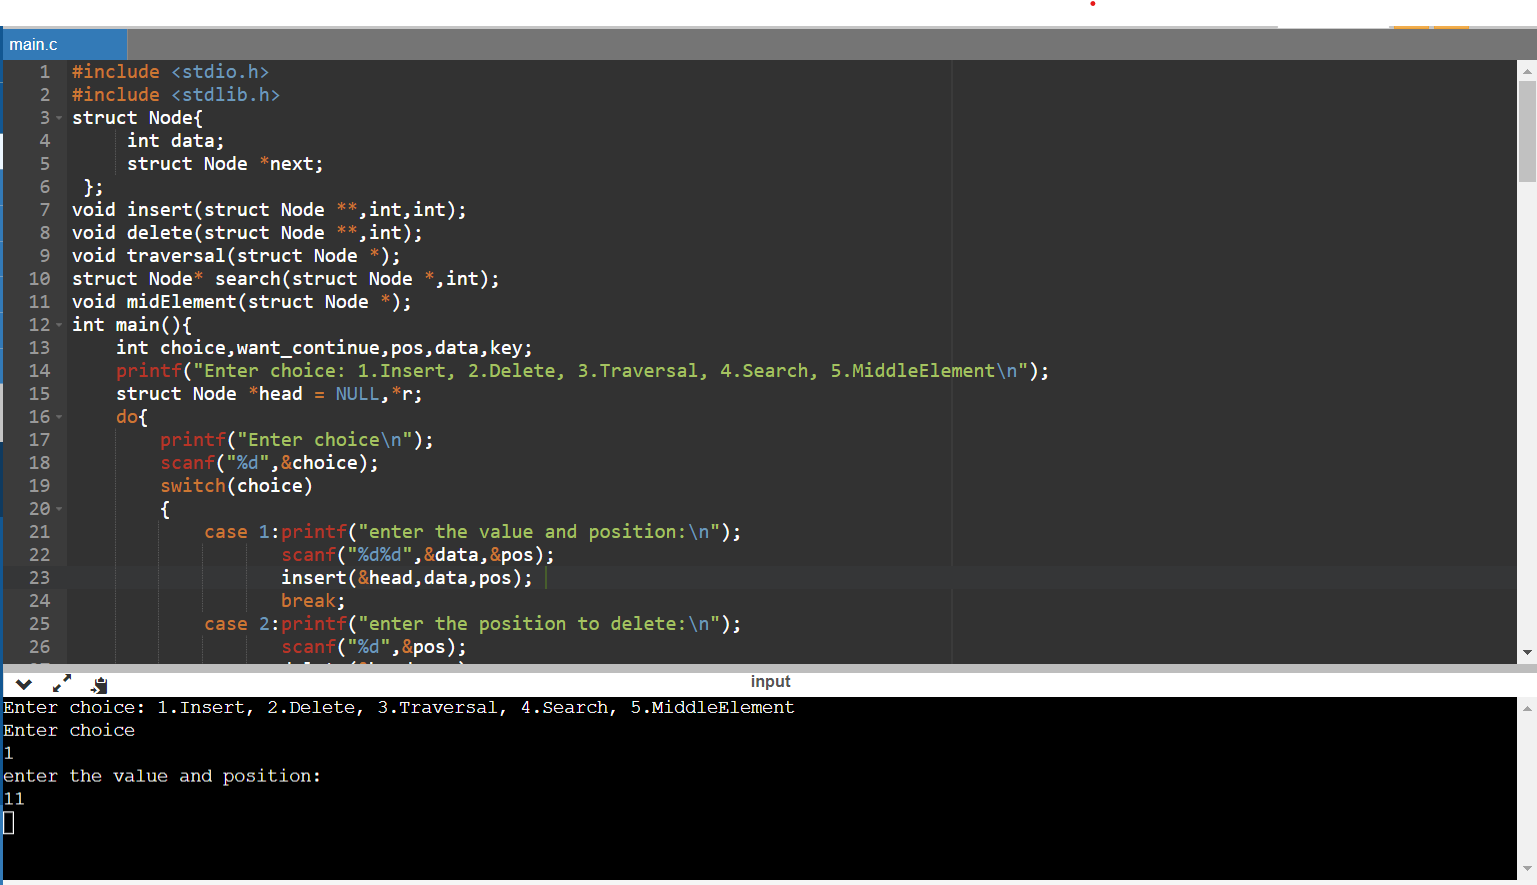 main.c
1 #include <stdio.h>
2 #include <stdlib.h>
3 struct Node{
4 int data;
5 struct Node *next;
6 };
7 void insert(struct Node **,int,int);
8 void delete(struct Node **,int);
9 void traversal(struct Node *);
10 struct Node* search(struct Node *,int);
11 void midElement(struct Node *);
12 int main(){
13 int choice,want_continue,pos,data,key;
14 printf("Enter choice: 1.Insert, 2.Delete, 3.Traversal, 4.Search, 5.MiddleElement\n");
15 struct Node *head = NULL,*r;
16 do{
17 printf("Enter choice\n");
18 scanf("%d",&choice);
19 switch(choice)
20 {
21 case 1:printf("enter the value and position:\n");
22 scanf("%d%d",&data,&pos);
23 insert(&head,data,pos);
24 break;
25 case 2:printf("enter the position to delete:\n");
26 scanf("%d",&pos);
input
Enter choice: 1.Insert, 2.Delete, 3.Traversal, 4.Search, 5.MiddleElement
Enter choice
1
enter the value and position:
11